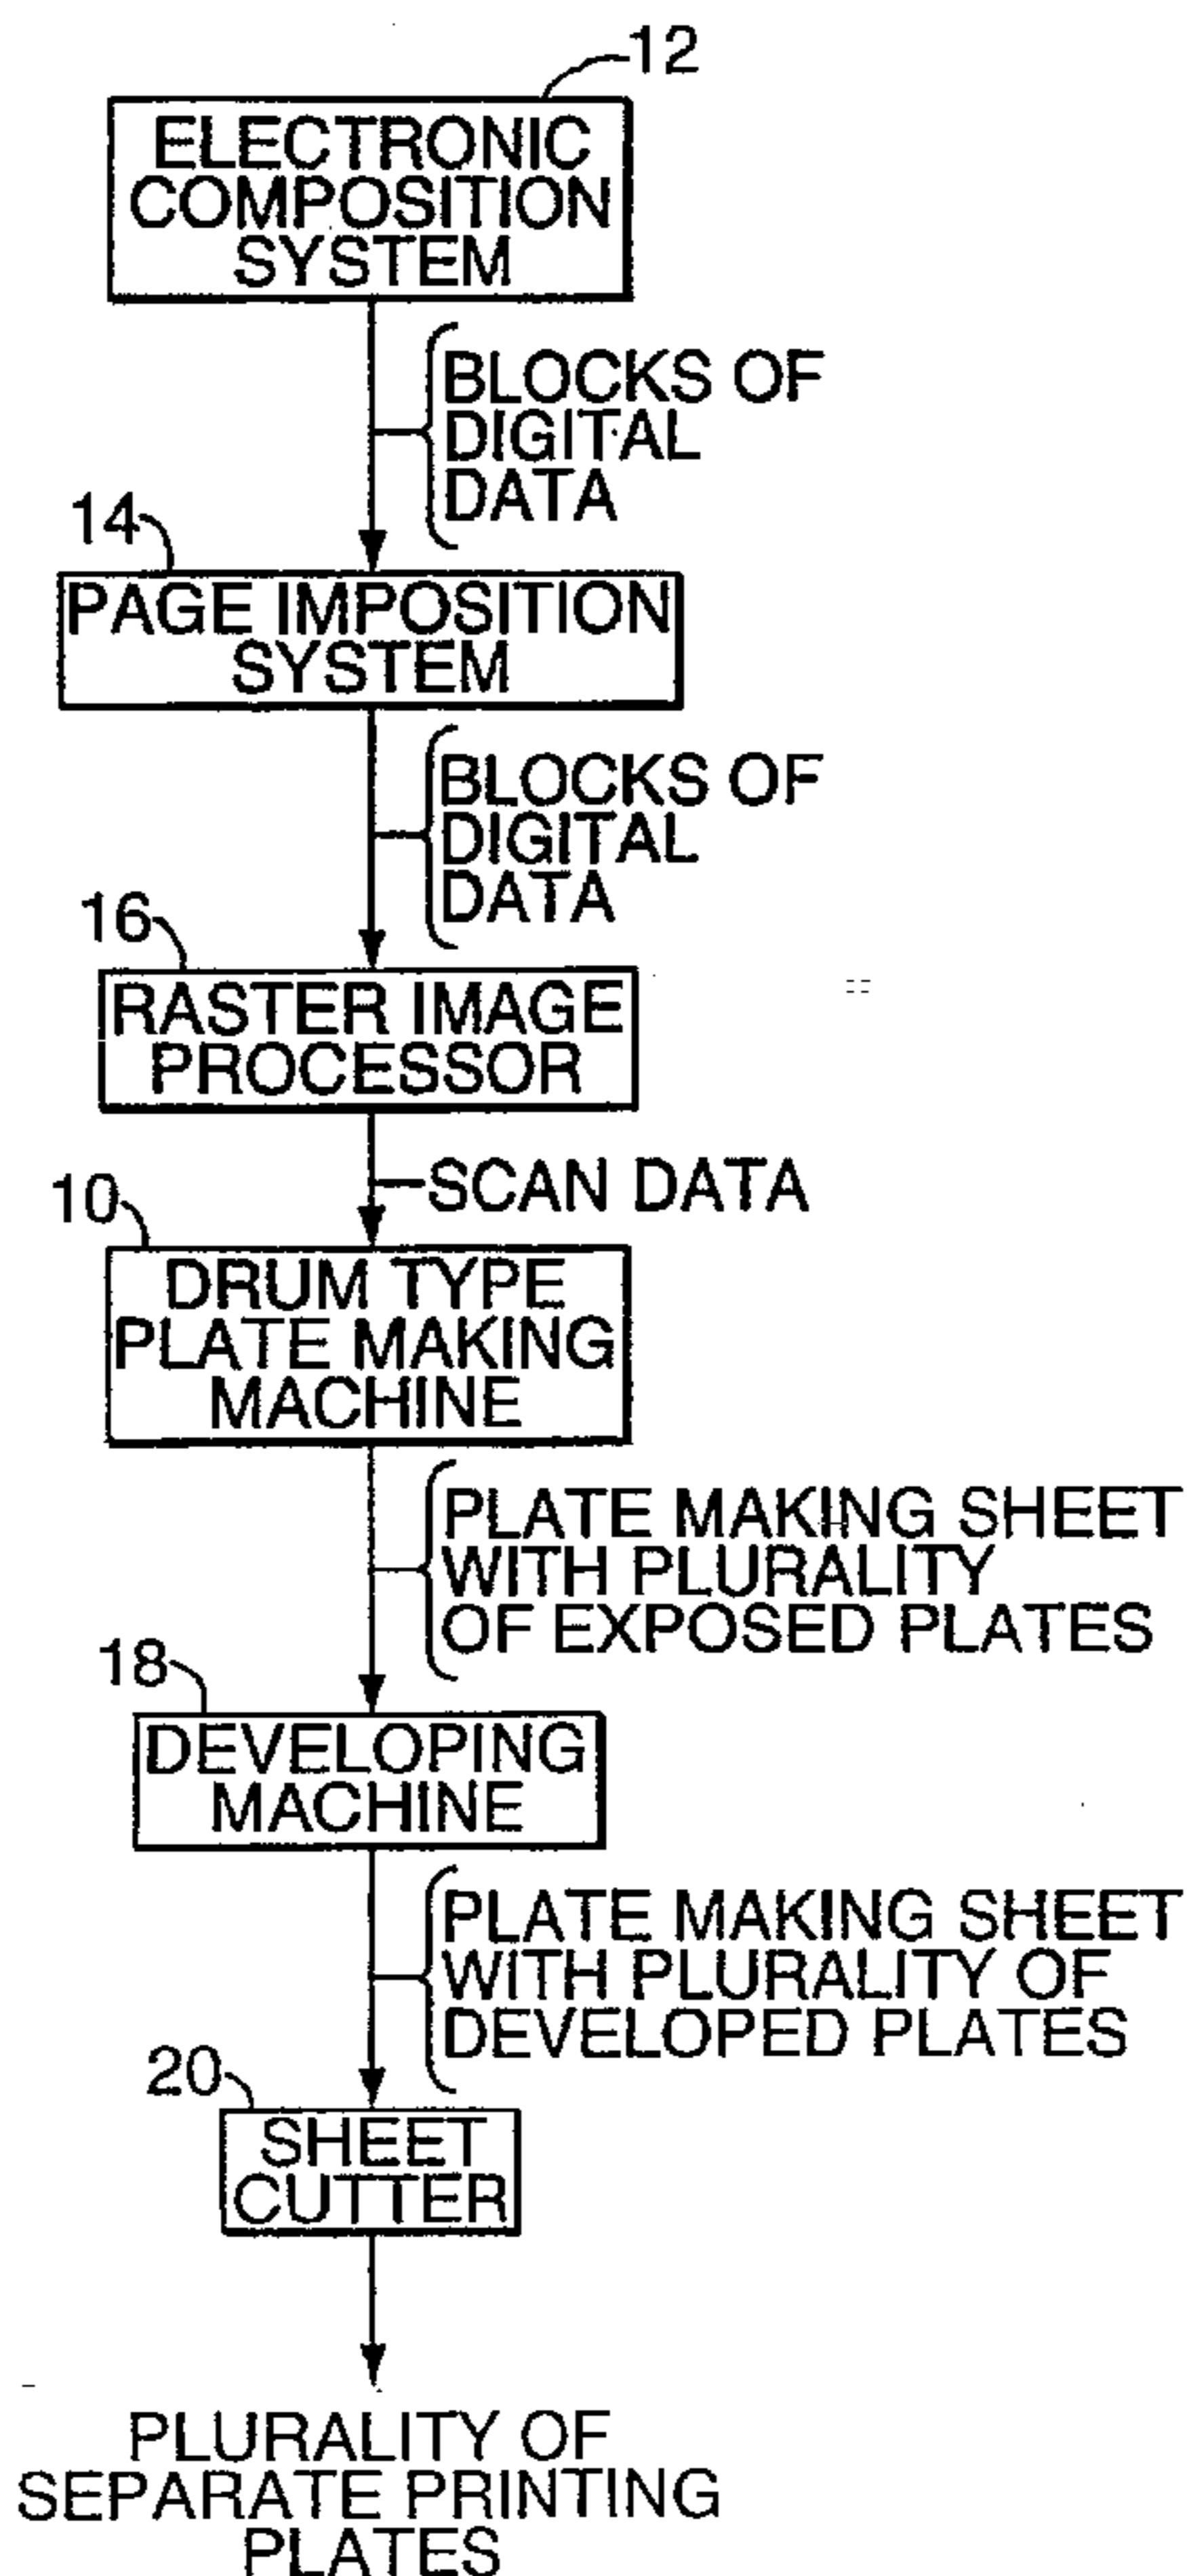 12
ELECTRONIC
COMPOSITION
SYSTEM
BLOCKS OF
DIGITAL
DATA
14
PAGE IMPOSITION
SYSTEM
BLOCKS OF
DIGITAL
DATA
16
RASTER IMAGE
PROCESSOR
SCAN DATA
10
DRUM TYPE
PLATE MAKING
MACHINE
PLATE MAKING SHEET
WITH PLURALITY
OF EXPOSED PLATES
18
DEVELOPING
MACHINE
PLATE MAKING SHEET
WITH PLURALITY OF
DEVELOPED PLATES
20
SHEET
CUTTER
PLURALITY OF
SEPARATE PRINTING
PLATES